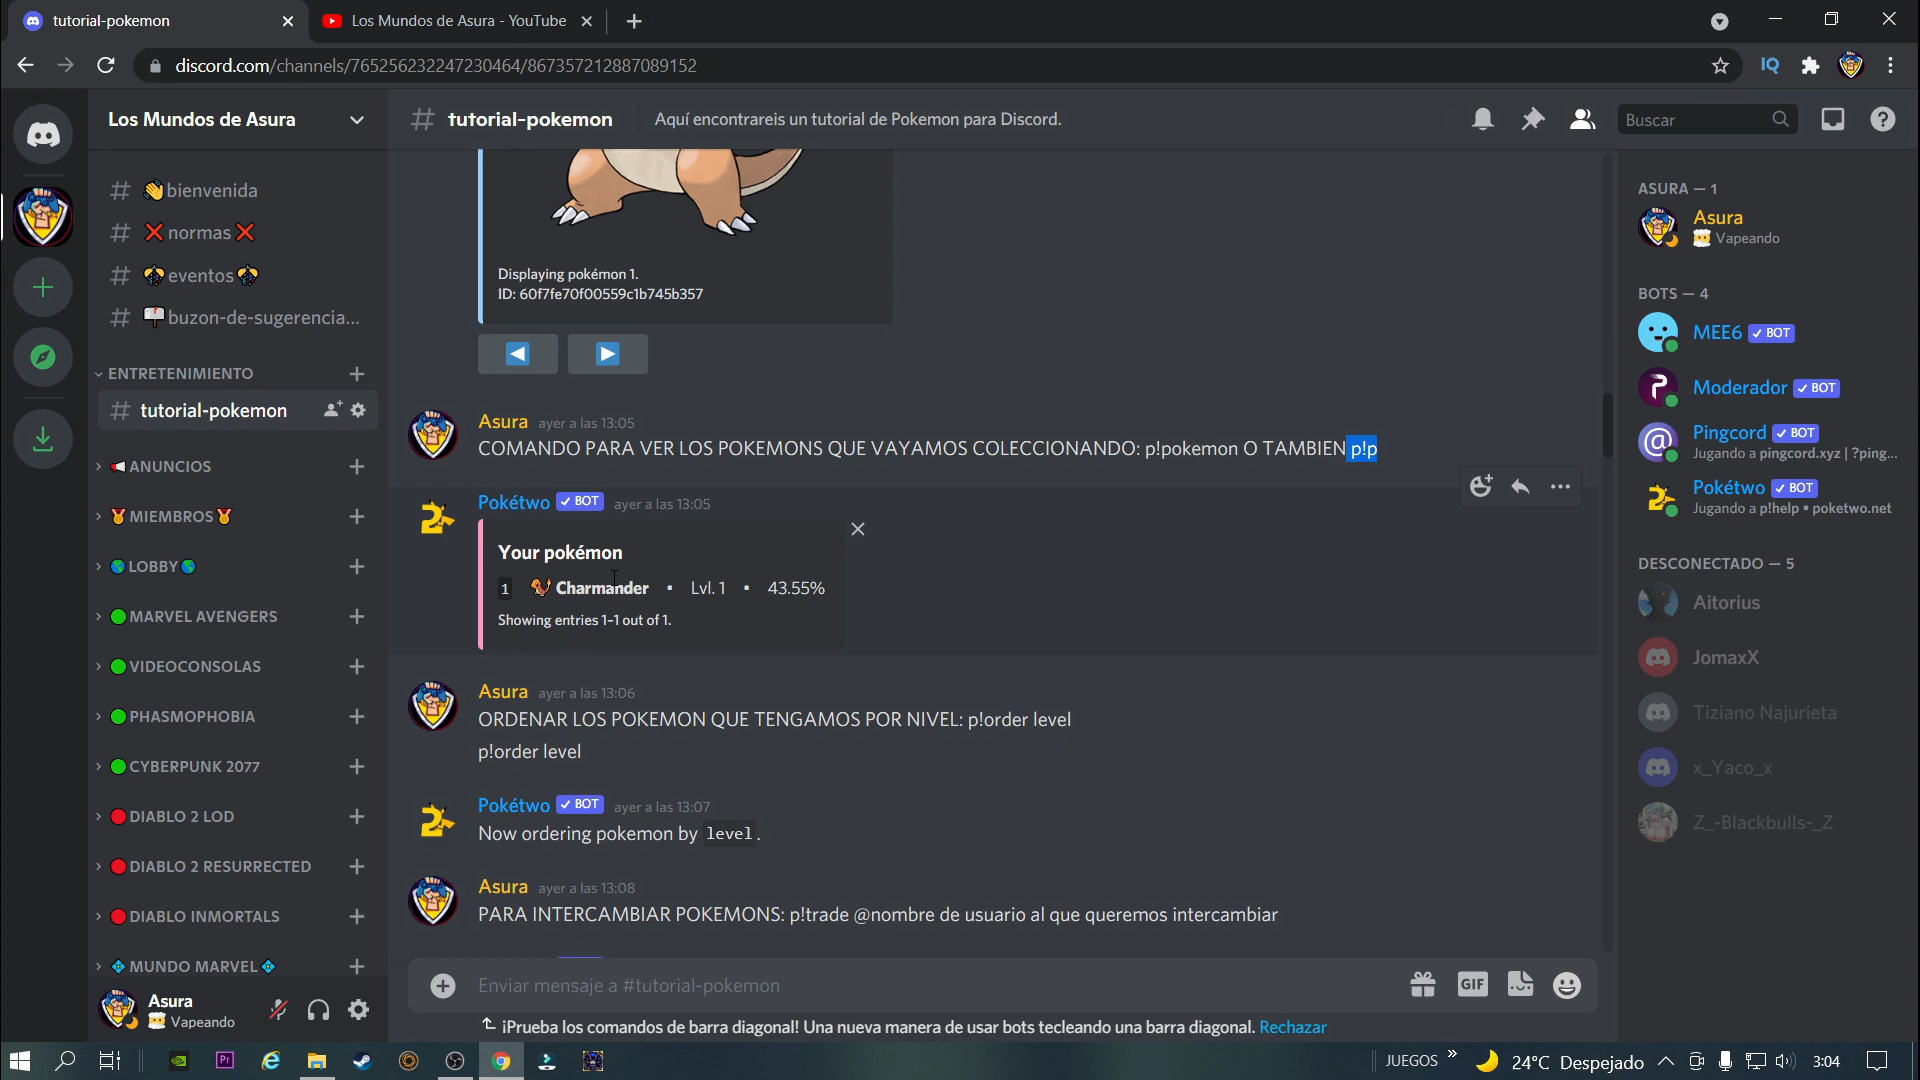 tutorial-pokemon
Los Mundos de Asura - YouTube
discord.com/channels/765256232247230464/867357212887089152
IQ
Los Mundos de Asura
tutorial-pokemon
Aquí encontrareis un tutorial de Pokemon para Discord.
Buscar
bienvenida
normas
eventos
buzon-de-sugerencia...
ENTRETENIMIENTO
tutorial-pokemon
ANUNCIOS
MIEMBROS
LOBBY
MARVEL AVENGERS
VIDEOCONSOLAS
PHASMOPHOBIA
CYBERPUNK 2077
DIABLO 2 LOD
DIABLO 2 RESURRECTED
DIABLO INMORTALS
MUNDO MARVEL
Asura
Vapeando
Displaying pokémon 1.
ID: 60f7fe70f00559c1b745b357
Asura ayer a las 13:05
COMANDO PARA VER LOS POKEMONS QUE VAYAMOS COLECCIONANDO: p!pokemon O TAMBIEN p!p
Pokétwo BOT ayer a las 13:05
Your pokémon
1 Charmander • Lvl. 1 • 43.55%
Showing entries 1–1 out of 1.
Asura ayer a las 13:06
ORDENAR LOS POKEMON QUE TENGAMOS POR NIVEL: p!order level
p!order level
Pokétwo BOT ayer a las 13:07
Now ordering pokemon by level.
Asura ayer a las 13:08
PARA INTERCAMBIAR POKEMONS: p!trade @nombre de usuario al que queremos intercambiar
Enviar mensaje a #tutorial-pokemon
GIF
¡Prueba los comandos de barra diagonal! Una nueva manera de usar bots tecleando una barra diagonal. Rechazar
ASURA — 1
Asura
Vapeando
BOTS — 4
MEE6 BOT
Moderador BOT
Pingcord BOT
Jugando a pingcord.xyz | ?ping...
Pokétwo BOT
Jugando a p!help • poketwo.net
DESCONECTADO — 5
Aitorius
JomaxX
Tiziano Najurieta
x_Yaco_x
Z_-Blackbulls-_Z
Pr
JUEGOS
24°C Despejado
3:04